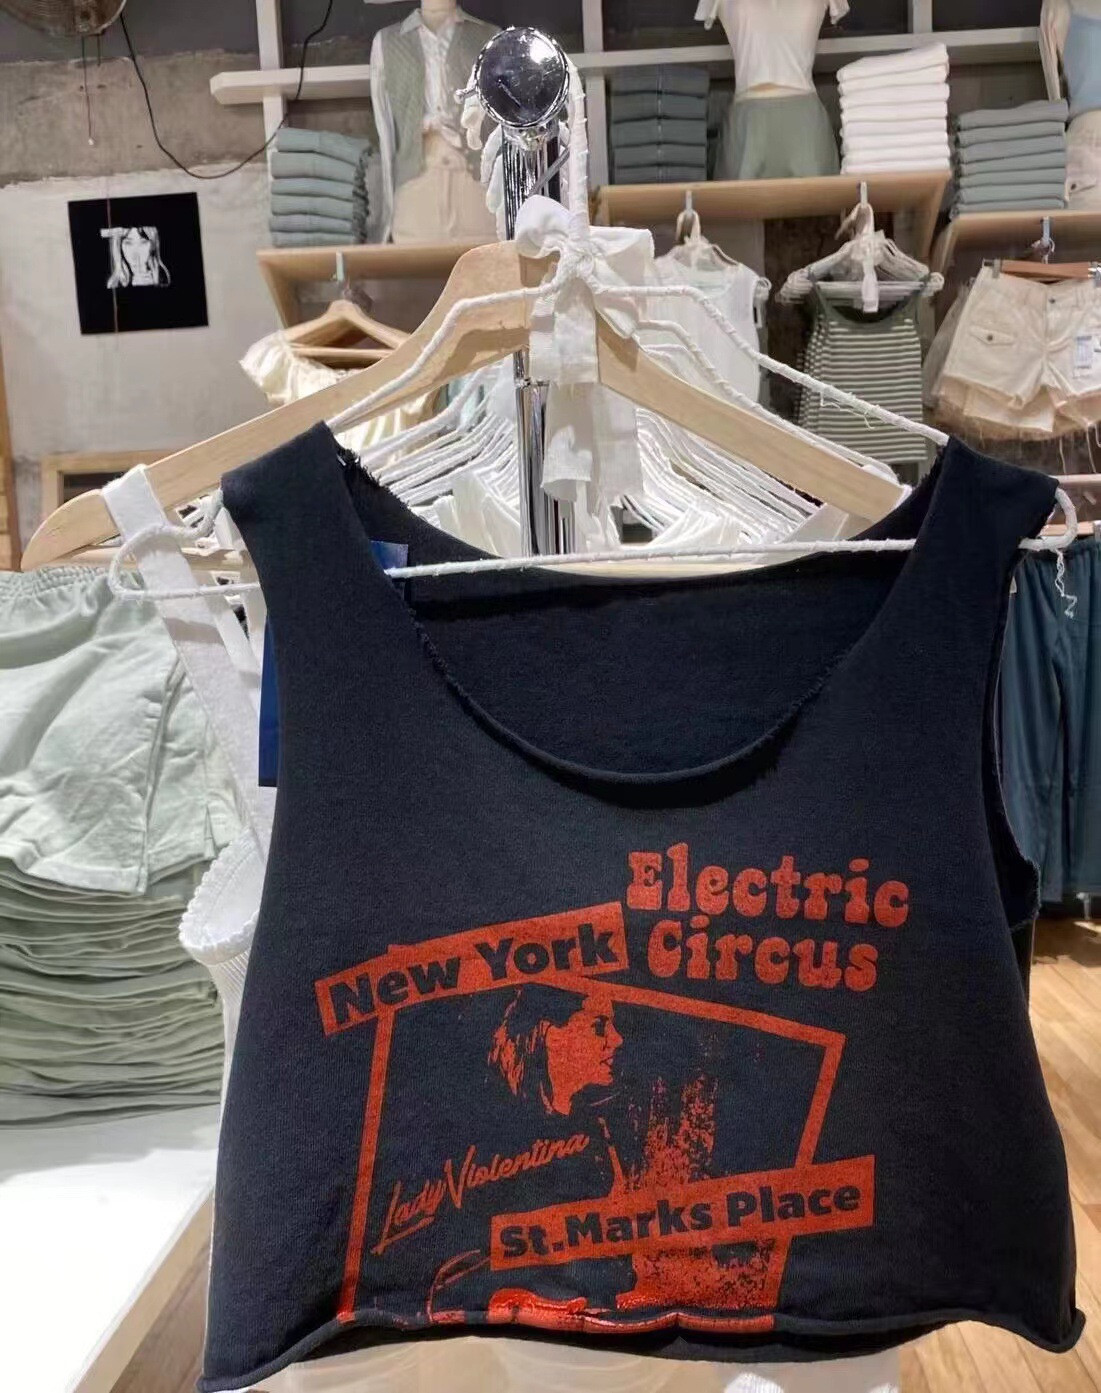 Electric
Circus
New York
Lady Violentina
St.Marks Place